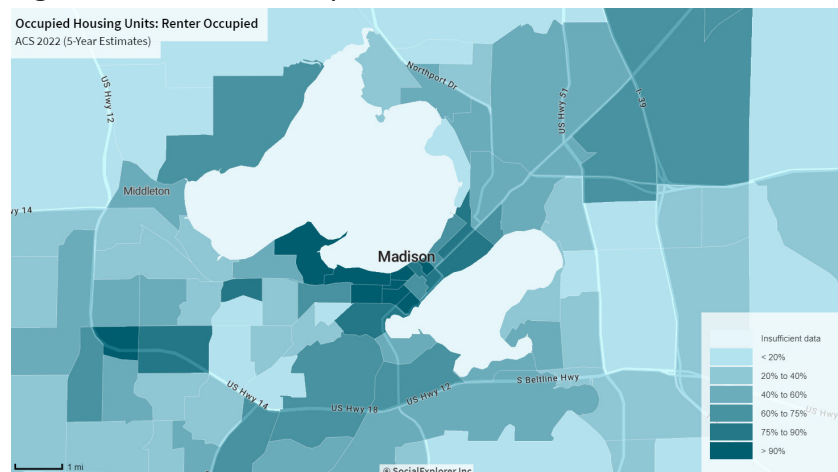 Occupied Housing Units: Renter Occupied
ACS 2022 (5-Year Estimates)
Northport Dr
US Hwy 12
US Hwy 51
I-39
Middleton
wy 14
Madison
Insufficient data
< 20%
20% to 40%
40% to 60%
60% to 75%
75% to 90%
> 90%
US Hwy
US Hwy 14
US Hwy 18
US Hwy 12
S Beltline Hwy
1 mi
© SocialExplorer Inc